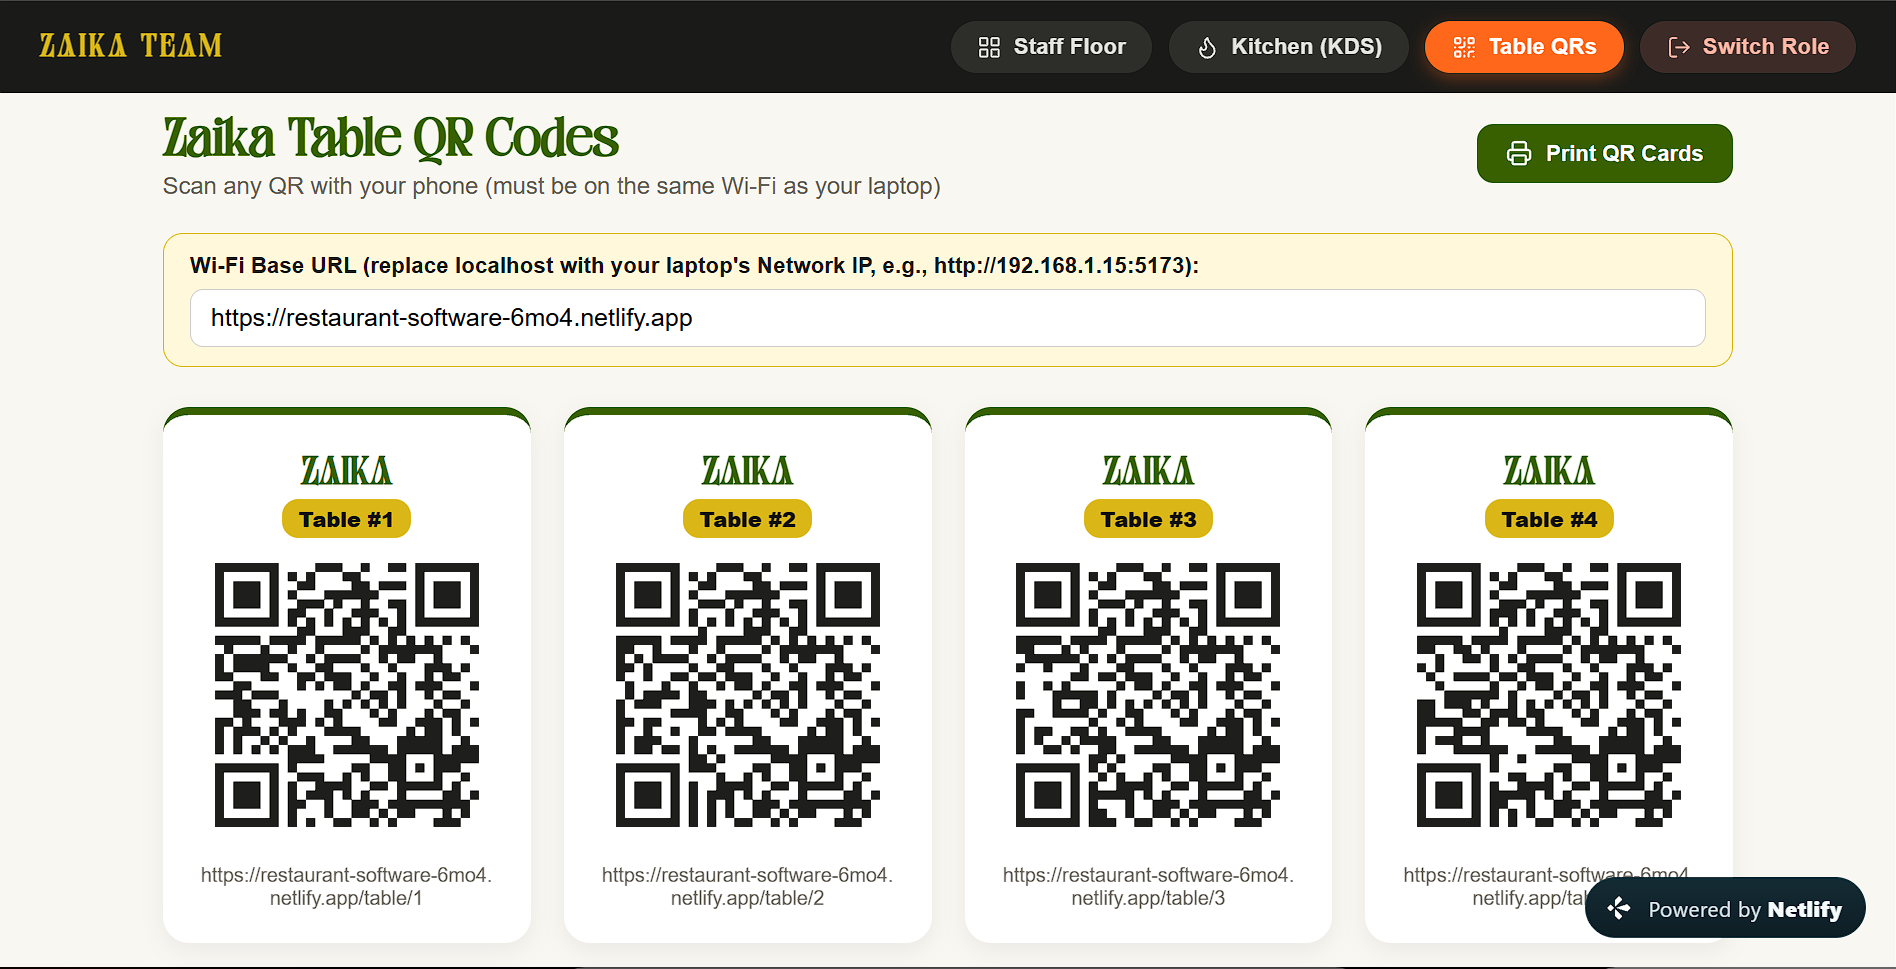 ZAIKA TEAM
Staff Floor
Kitchen (KDS)
Table QRs
Switch Role
Zaika Table QR Codes
Scan any QR with your phone (must be on the same Wi-Fi as your laptop)
Print QR Cards
Wi-Fi Base URL (replace localhost with your laptop's Network IP, e.g., http://192.168.1.15:5173):
https://restaurant-software-6mo4.netlify.app
ZAIKA
Table #1
https://restaurant-software-6mo4.
netlify.app/table/1
ZAIKA
Table #2
https://restaurant-software-6mo4.
netlify.app/table/2
ZAIKA
Table #3
https://restaurant-software-6mo4.
netlify.app/table/3
ZAIKA
Table #4
https://restaurant-software-6mo4
Powered by Netlify